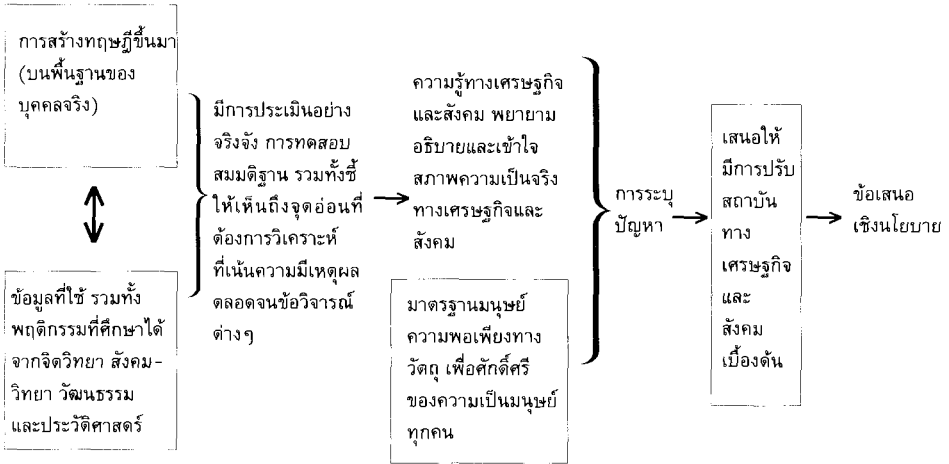 การสร้างทฤษฎีขึ้นมา
(บนพื้นฐานของ
บุคคลจริง)
ข้อมูลที่ใช้ รวมทั้ง
พฤติกรรมที่ศึกษาได้
จากจิตวิทยา สังคม-
วิทยา วัฒนธรรม
และประวัติศาสตร์
มีการประเมินอย่าง
จริงจัง การทดสอบ
สมมติฐาน รวมทั้งชี้
ให้เห็นถึงจุดอ่อนที่
ต้องการวิเคราะห์
ที่เน้นความมีเหตุผล
ตลอดจนข้อวิจารณ์
ต่างๆ
ความรู้ทางเศรษฐกิจ
และสังคม พยายาม
อธิบายและเข้าใจ
สภาพความเป็นจริง
ทางเศรษฐกิจและ
สังคม
มาตรฐานมนุษย์
ความพอเพียงทาง
วัตถุ เพื่อศักดิ์ศรี
ของความเป็นมนุษย์
ทุกคน
การระบุ
ปัญหา
เสนอให้
มีการปรับ
สถาบัน
ทาง
เศรษฐกิจ
และ
สังคม
เบื้องต้น
ข้อเสนอ
เชิงนโยบาย